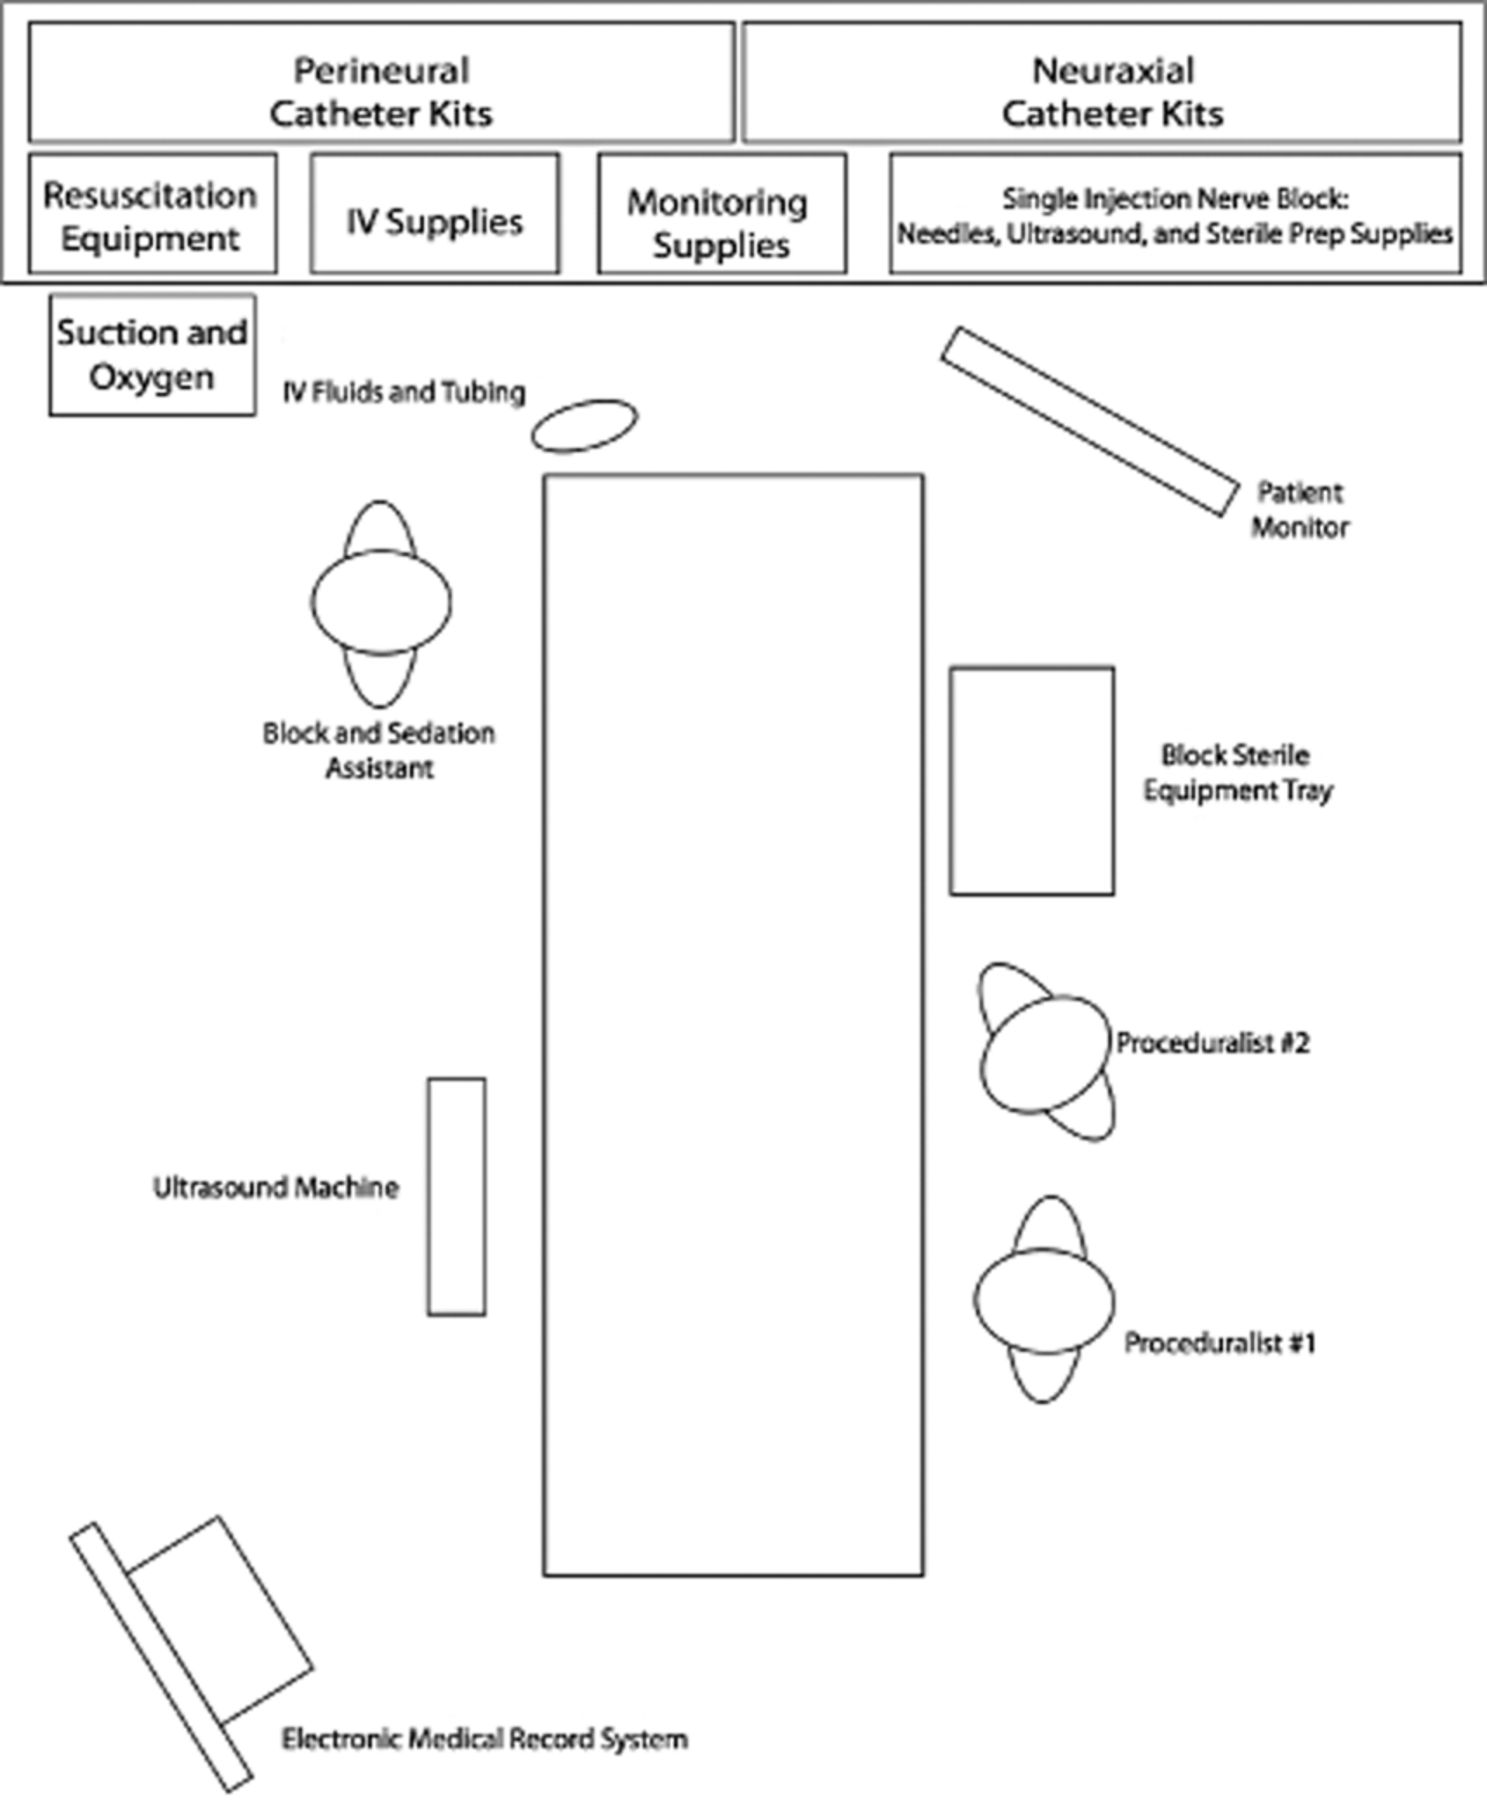 Perineural
Catheter Kits
Neuraxial
Catheter Kits
Resuscitation
Equipment
IV Supplies
Monitoring
Supplies
Single Injection Nerve Block:
Needles, Ultrasound, and Sterile Prep Supplies
Suction and
Oxygen
IV Fluids and Tubing
Patient
Monitor
Block and Sedation
Assistant
Block Sterile
Equipment Tray
Proceduralist #2
Ultrasound Machine
Proceduralist #1
Electronic Medical Record System